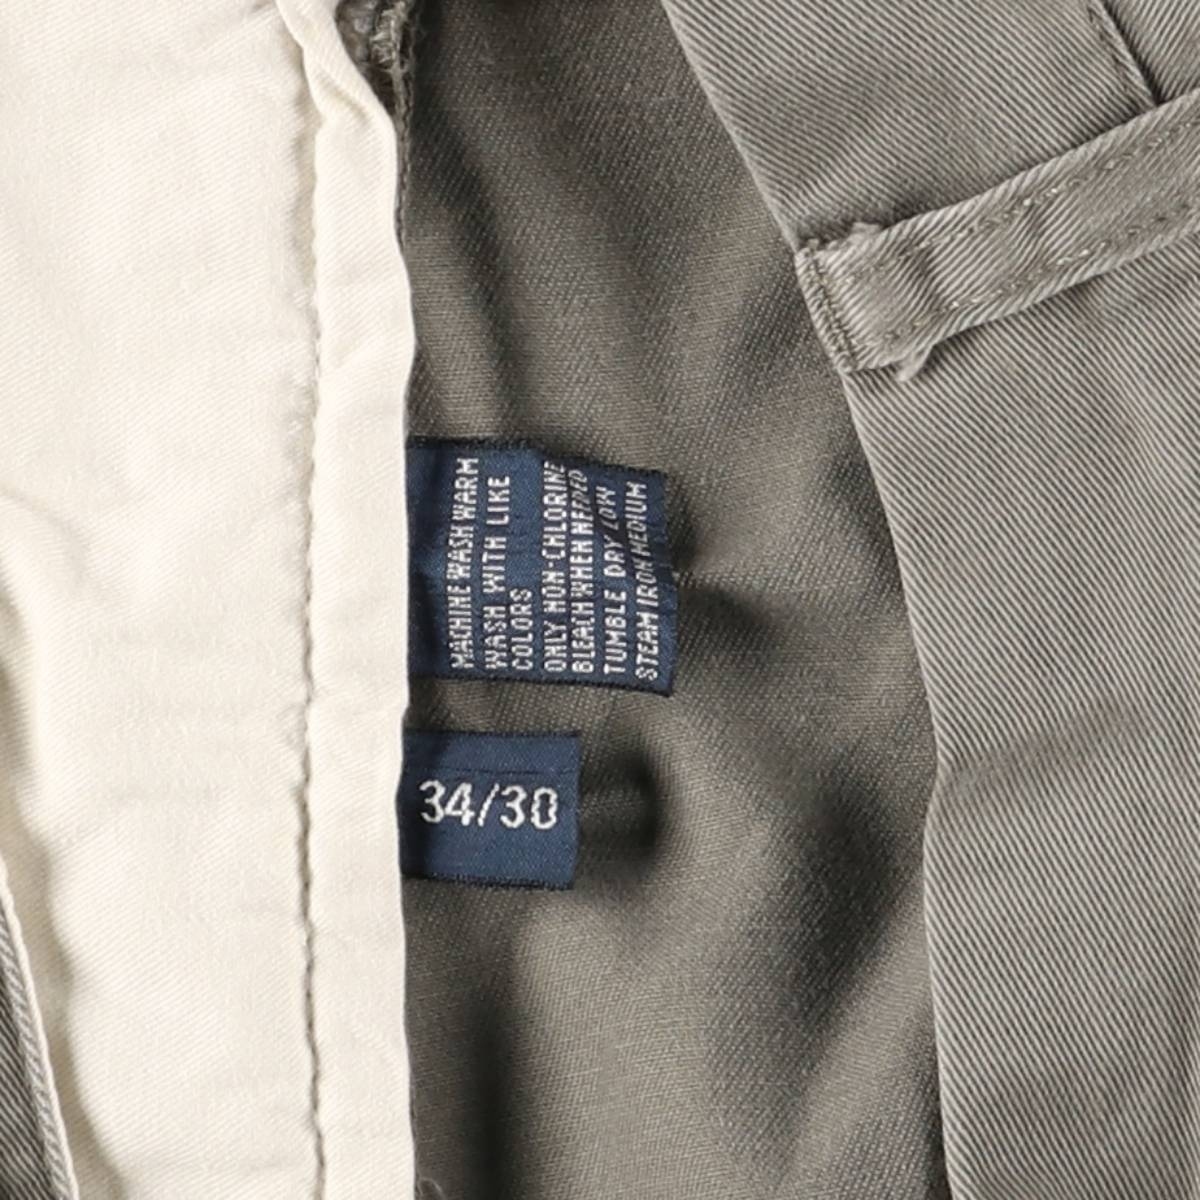 MACHINE WASH WARM
WASH WITH LIKE
COLORS
ONLY NON-CHLORINE
BLEACH WHEN NEEDED
TUMBLE DRY LOW
STEAM IRON MEDIUM
34/30